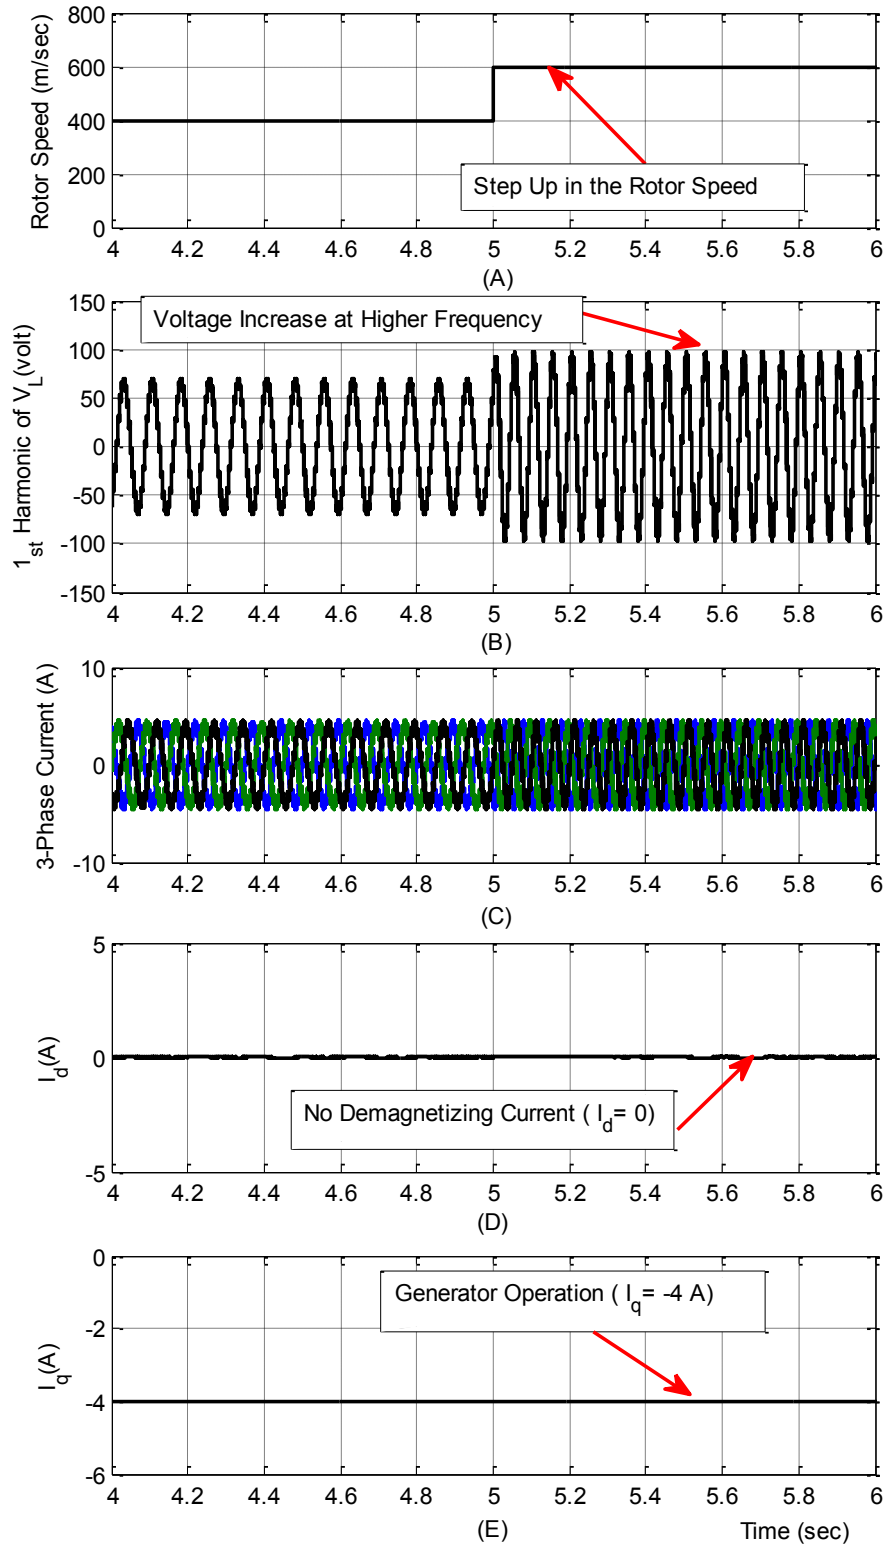 800
600
400
200
0
Rotor Speed (m/sec)
Step Up in the Rotor Speed
4 4.2 4.4 4.6 4.8 5 5.2 5.4 5.6 5.8 6
(A)
150
100
50
0
-50
-100
-150
1st Harmonic of VL(volt)
Voltage Increase at Higher Frequency
4 4.2 4.4 4.6 4.8 5 5.2 5.4 5.6 5.8 6
(B)
10
5
0
-5
-10
3-Phase Current (A)
4 4.2 4.4 4.6 4.8 5 5.2 5.4 5.6 5.8 6
(C)
5
0
-5
Id(A)
No Demagnetizing Current ( Id= 0)
4 4.2 4.4 4.6 4.8 5 5.2 5.4 5.6 5.8 6
(D)
0
-2
-4
-6
Iq(A)
Generator Operation ( Iq= -4 A)
4 4.2 4.4 4.6 4.8 5 5.2 5.4 5.6 5.8 6
(E)
Time (sec)